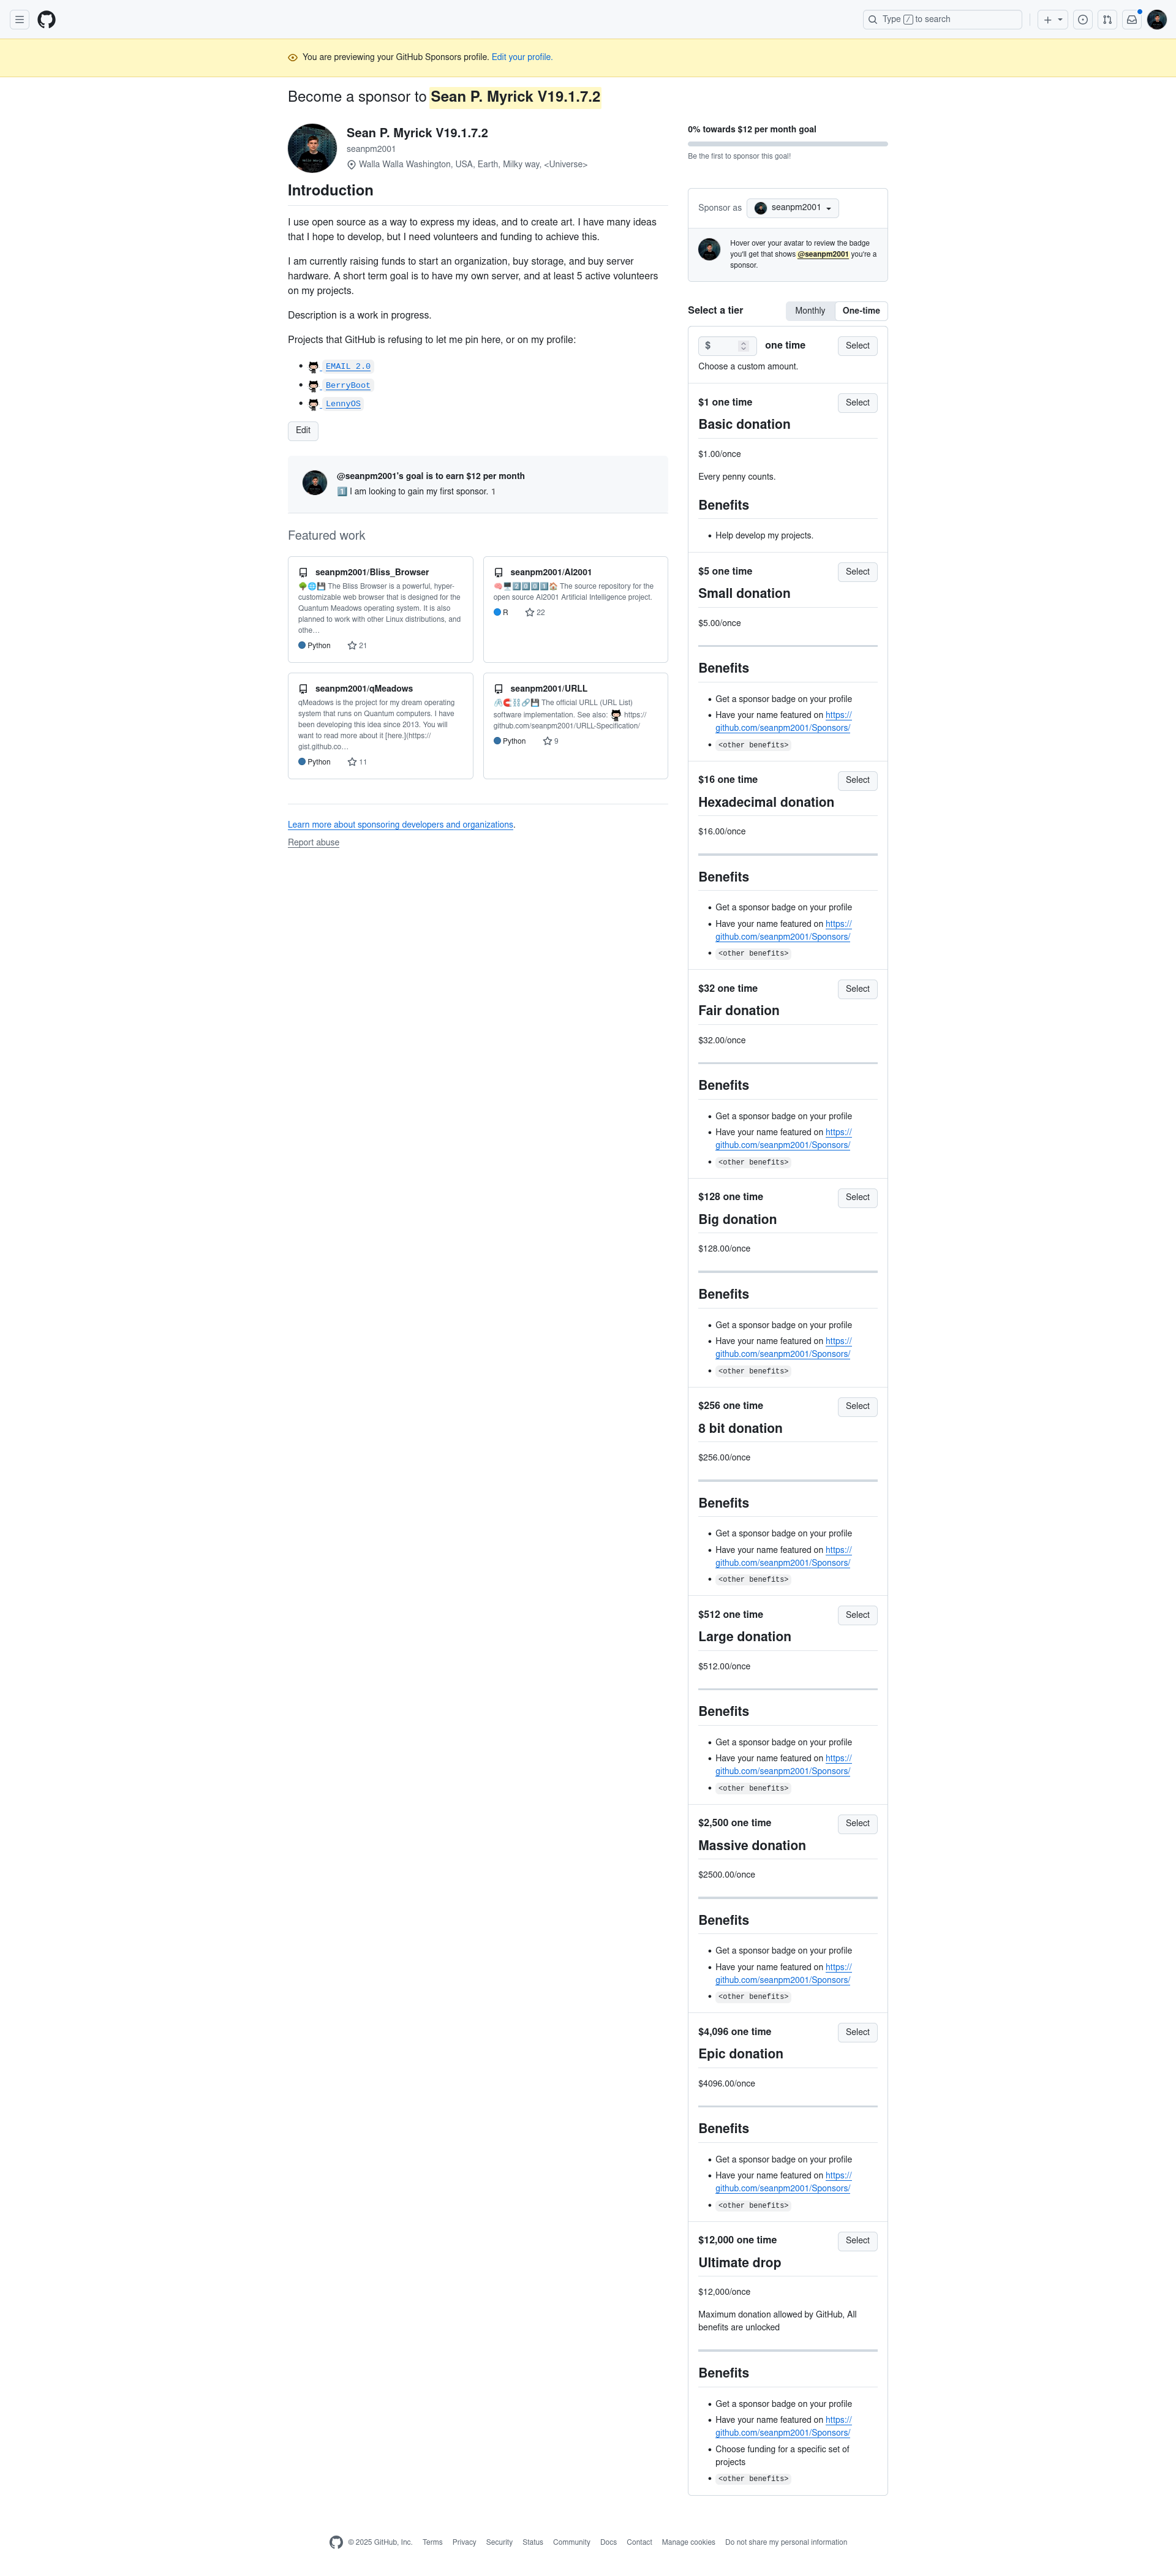 Type / to search
You are previewing your GitHub Sponsors profile. Edit your profile.
Become a sponsor to Sean P. Myrick V19.1.7.2
Sean P. Myrick V19.1.7.2
seanpm2001
Walla Walla Washington, USA, Earth, Milky way, <Universe>
Introduction
I use open source as a way to express my ideas, and to create art. I have many ideas
that I hope to develop, but I need volunteers and funding to achieve this.
I am currently raising funds to start an organization, buy storage, and buy server
hardware. A short term goal is to have my own server, and at least 5 active volunteers
on my projects.
Description is a work in progress.
Projects that GitHub is refusing to let me pin here, or on my profile:
• EMAIL 2.0
• BerryBoot
• LennyOS
Edit
@seanpm2001's goal is to earn $12 per month
1️⃣ I am looking to gain my first sponsor. 1
Featured work
seanpm2001/Bliss_Browser
🌳🌐💾 The Bliss Browser is a powerful, hyper-
customizable web browser that is designed for the
Quantum Meadows operating system. It is also
planned to work with other Linux distributions, and
othe…
Python 21
seanpm2001/AI2001
🧠🖥️2️⃣0️⃣0️⃣1️⃣🏠 The source repository for the
open source AI2001 Artificial Intelligence project.
R 22
seanpm2001/qMeadows
qMeadows is the project for my dream operating
system that runs on Quantum computers. I have
been developing this idea since 2013. You will
want to read more about it [here.](https://
gist.github.co…
Python 11
seanpm2001/URLL
🖇️🧲⛓️🔗💾 The official URLL (URL List)
software implementation. See also: https://
github.com/seanpm2001/URLL-Specification/
Python 9
Learn more about sponsoring developers and organizations.
Report abuse
0% towards $12 per month goal
Be the first to sponsor this goal!
Sponsor as seanpm2001
Hover over your avatar to review the badge
you'll get that shows @seanpm2001 you're a
sponsor.
Select a tier Monthly One-time
$ one time Select
Choose a custom amount.
$1 one time Select
Basic donation
$1.00/once
Every penny counts.
Benefits
• Help develop my projects.
$5 one time Select
Small donation
$5.00/once
Benefits
• Get a sponsor badge on your profile
• Have your name featured on https://
github.com/seanpm2001/Sponsors/
• <other benefits>
$16 one time Select
Hexadecimal donation
$16.00/once
Benefits
• Get a sponsor badge on your profile
• Have your name featured on https://
github.com/seanpm2001/Sponsors/
• <other benefits>
$32 one time Select
Fair donation
$32.00/once
Benefits
• Get a sponsor badge on your profile
• Have your name featured on https://
github.com/seanpm2001/Sponsors/
• <other benefits>
$128 one time Select
Big donation
$128.00/once
Benefits
• Get a sponsor badge on your profile
• Have your name featured on https://
github.com/seanpm2001/Sponsors/
• <other benefits>
$256 one time Select
8 bit donation
$256.00/once
Benefits
• Get a sponsor badge on your profile
• Have your name featured on https://
github.com/seanpm2001/Sponsors/
• <other benefits>
$512 one time Select
Large donation
$512.00/once
Benefits
• Get a sponsor badge on your profile
• Have your name featured on https://
github.com/seanpm2001/Sponsors/
• <other benefits>
$2,500 one time Select
Massive donation
$2500.00/once
Benefits
• Get a sponsor badge on your profile
• Have your name featured on https://
github.com/seanpm2001/Sponsors/
• <other benefits>
$4,096 one time Select
Epic donation
$4096.00/once
Benefits
• Get a sponsor badge on your profile
• Have your name featured on https://
github.com/seanpm2001/Sponsors/
• <other benefits>
$12,000 one time Select
Ultimate drop
$12,000/once
Maximum donation allowed by GitHub, All
benefits are unlocked
Benefits
• Get a sponsor badge on your profile
• Have your name featured on https://
github.com/seanpm2001/Sponsors/
• Choose funding for a specific set of
projects
• <other benefits>
© 2025 GitHub, Inc. Terms Privacy Security Status Community Docs Contact Manage cookies Do not share my personal information